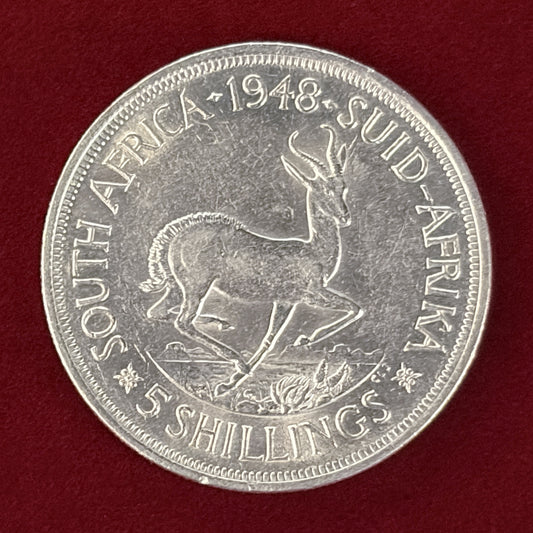 SOUTH AFRICA · 1948 · SUID-AFRIKA
5 SHILLINGS